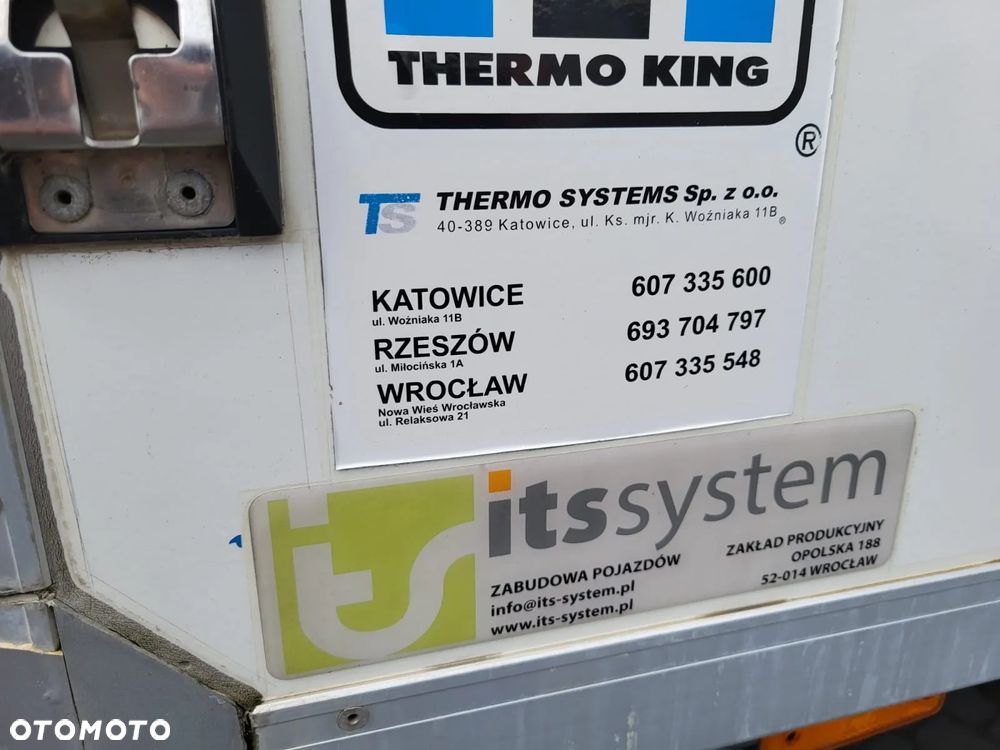 THERMO KING
®
TS THERMO SYSTEMS Sp. z o.o.
40-389 Katowice, ul. Ks. mjr. K. Woźniaka 11B ®
KATOWICE 607 335 600
ul. Woźniaka 11B
RZESZÓW 693 704 797
ul. Miłocińska 1A
WROCŁAW 607 335 548
Nowa Wieś Wrocławska
ul. Relaksowa 21
its system
ZABUDOWA POJAZDÓW
info@its-system.pl
www.its-system.pl
ZAKŁAD PRODUKCYJNY
OPOLSKA 188
52-014 WROCŁAW
OTOMOTO